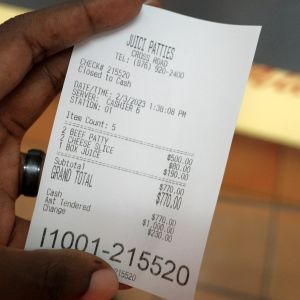 JUICI PATTIES
CROSS ROAD
TEL: (876) 920-2400
CHECK# 215520
Closed to Cash
DATE/TIME: 2/3/2023 1:36:08 PM
SERVER: CASHIER 6
STATION: 01
Item Count: 5
2 BEEF PATTY $500.00
2 CHEESE SLICE $80.00
1 BOX JUICE $190.00
Subtotal $770.00
GRAND TOTAL $770.00
Cash $770.00
Amt tendered $1,000.00
Change $230.00
I1001-215520
215520